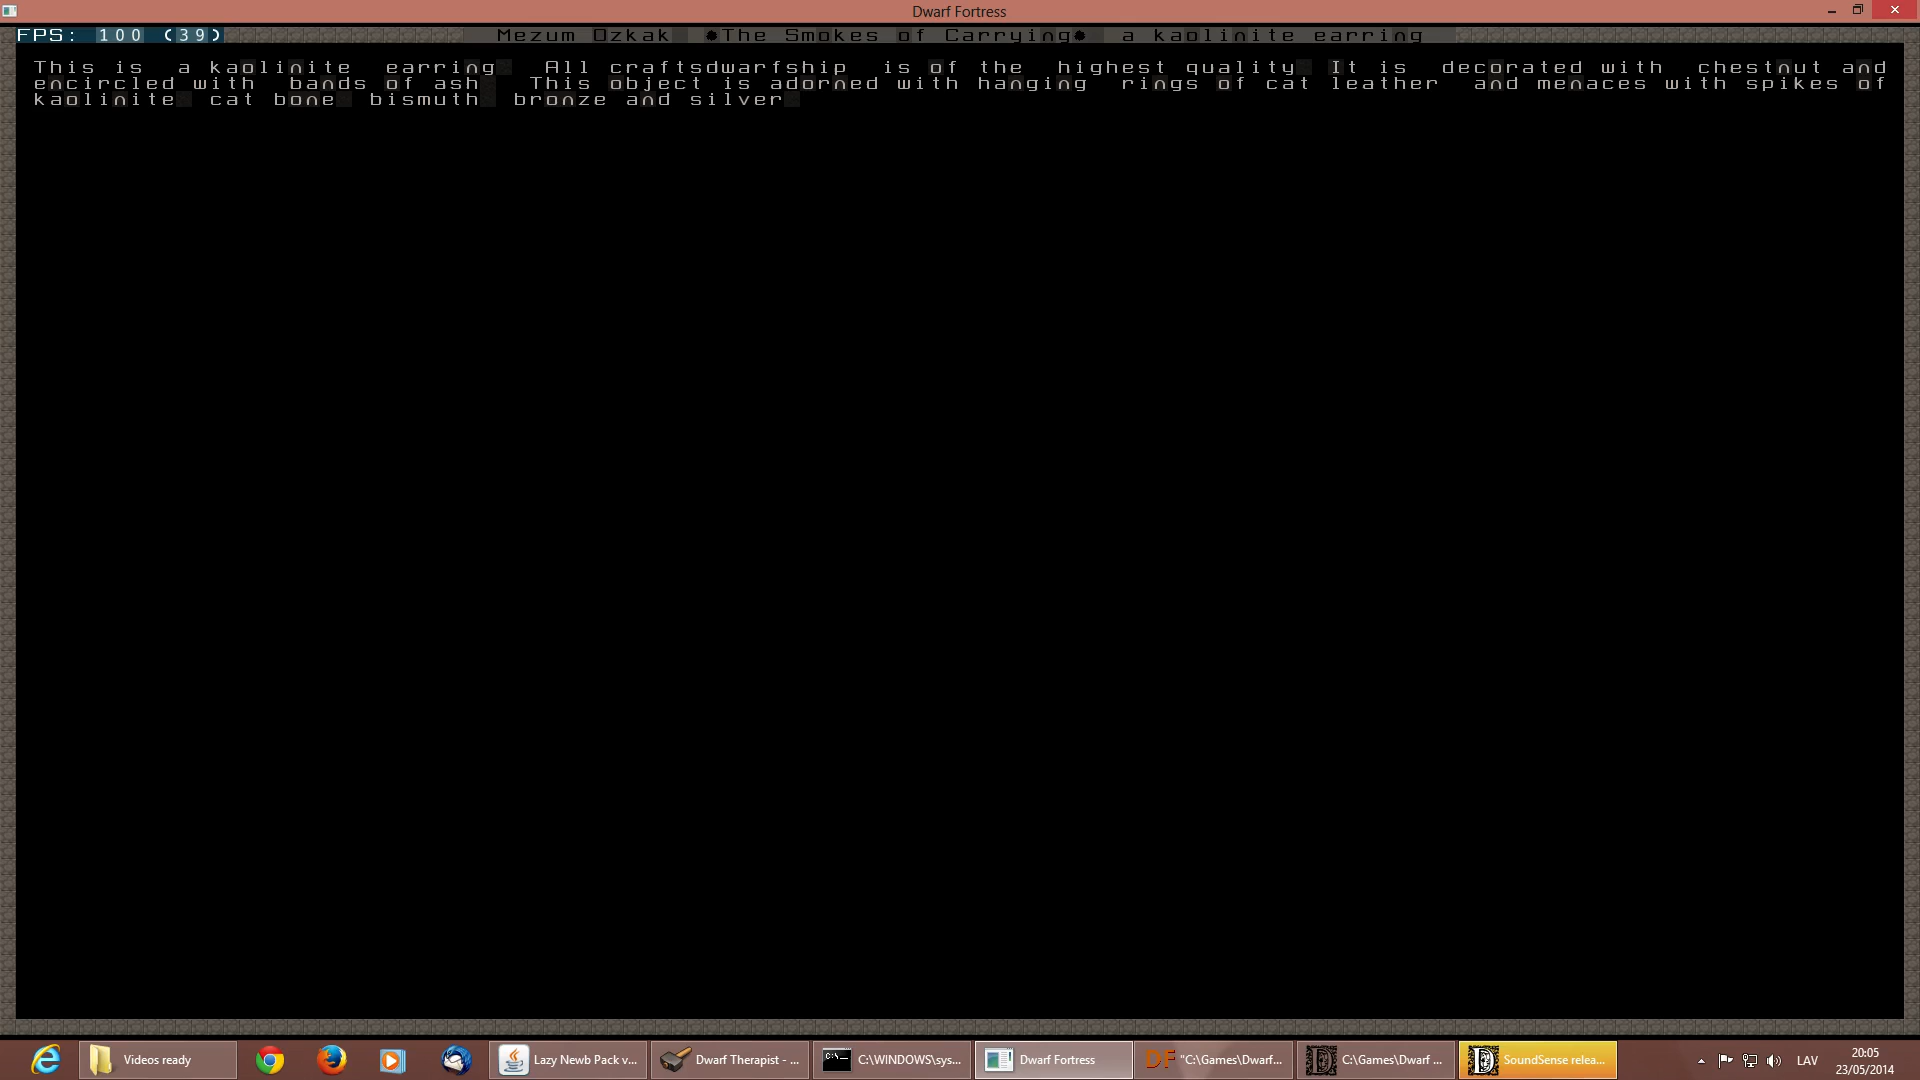 Dwarf Fortress
FPS: 100 (39) Mezum Ozkak The Smokes of Carrying a kaolinite earring
This is a kaolinite earring All craftsdwarfship is of the highest quality It is decorated with chestnut and
encircled with bands of ash This object is adorned with hanging rings of cat leather and menaces with spikes of
kaolinite cat bone bismuth bronze and silver
Videos ready
Lazy Newb Pack v...
Dwarf Therapist - ...
C:\WINDOWS\sys...
Dwarf Fortress
DF "C:\Games\Dwarf...
C:\Games\Dwarf ...
SoundSense relea...
LAV
20:05
23/05/2014